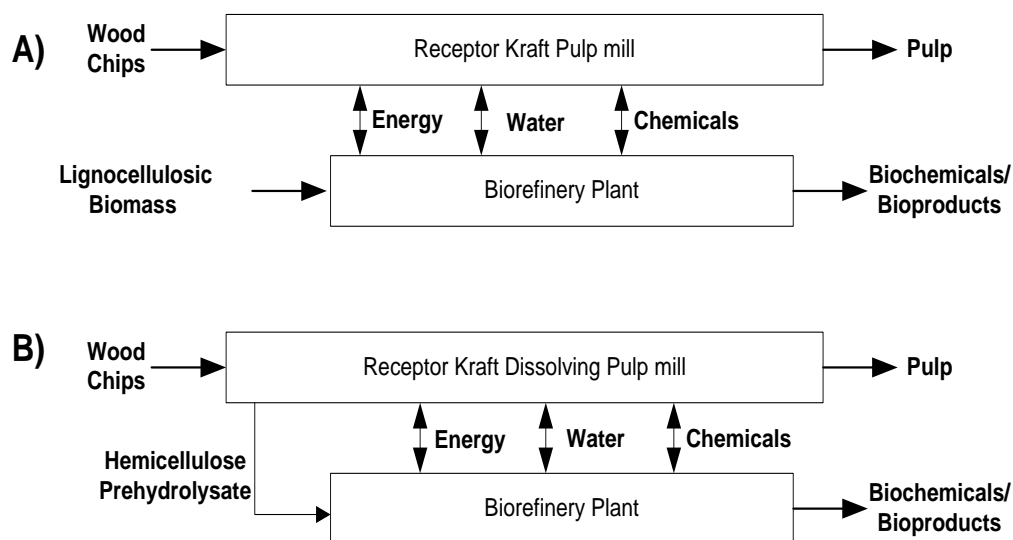 A)
Wood
Chips
Receptor Kraft Pulp mill
Pulp
Energy
Water
Chemicals
Lignocellulosic
Biomass
Biorefinery Plant
Biochemicals/
Bioproducts
B)
Wood
Chips
Receptor Kraft Dissolving Pulp mill
Pulp
Energy
Water
Chemicals
Hemicellulose
Prehydrolysate
Biorefinery Plant
Biochemicals/
Bioproducts